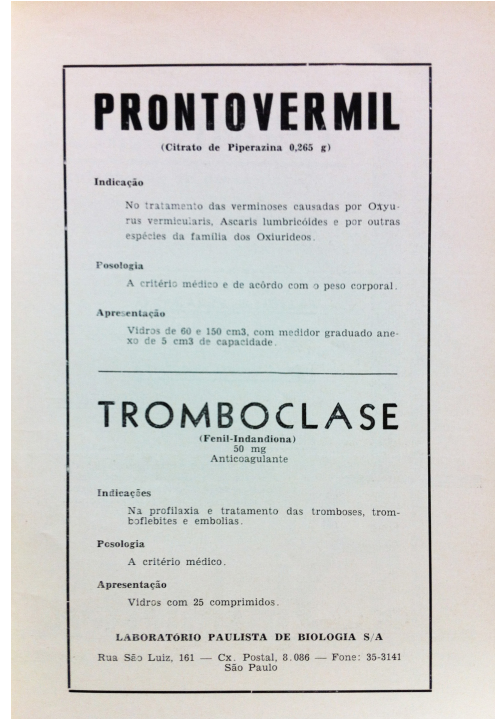 PRONTOVERMIL
(Citrato de Piperazina 0,265 g)
Indicação
No tratamento das verminoses causadas por Oxyu-
rus vermicularis, Ascaris lumbricóides e por outras
espécies da família dos Oxiurideos.
Posologia
A critério médico e de acôrdo com o peso corporal.
Apresentação
Vidros de 60 e 150 cm3, com medidor graduado ane-
xo de 5 cm3 de capacidade.
TROMBOCLASE
(Fenil-Indandiona)
50 mg
Anticoagulante
Indicações
Na profilaxia e tratamento das tromboses, trom-
boflebites e embolias.
Posologia
A critério médico.
Apresentação
Vidros com 25 comprimidos.
LABORATÓRIO PAULISTA DE BIOLOGIA S/A
Rua São Luiz, 161 — Cx. Postal, 8.086 — Fone: 35-3141
São Paulo